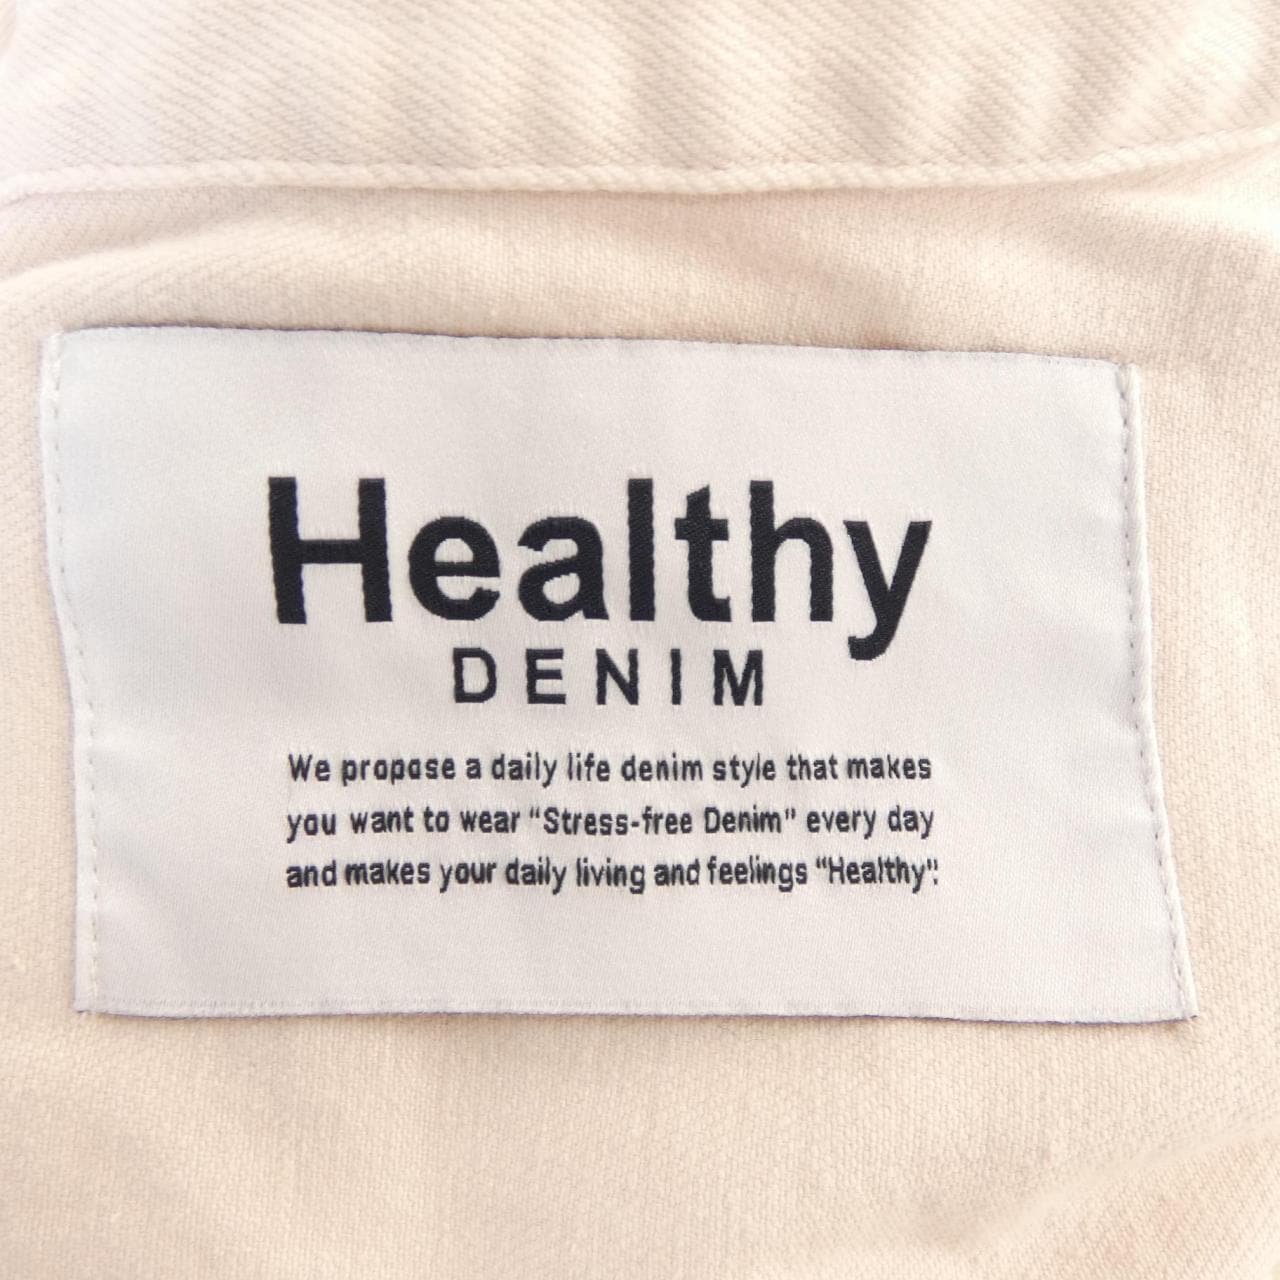 Healthy
DENIM
We propose a daily life denim style that makes
you want to wear “Stress-free Denim” every day
and makes your daily living and feelings “Healthy”.